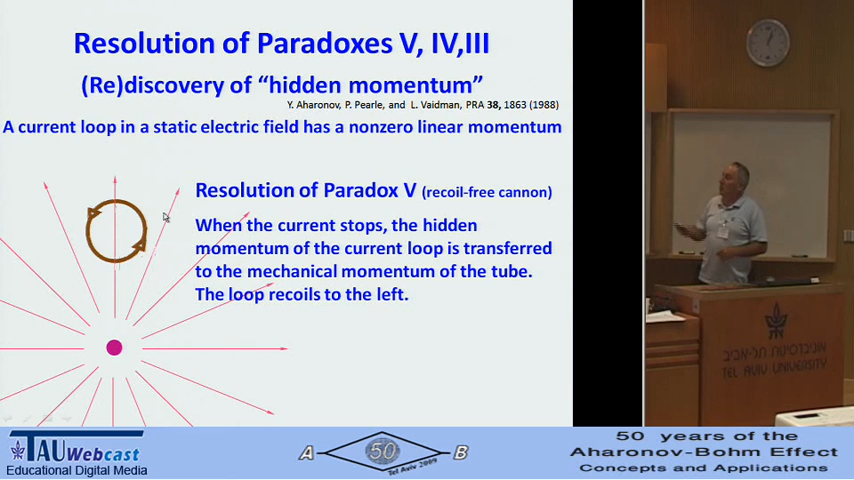 Resolution of Paradoxes V, IV,III
(Re)discovery of “hidden momentum”
Y. Aharonov, P. Pearle, and L. Vaidman, PRA 38, 1863 (1988)
A current loop in a static electric field has a nonzero linear momentum
Resolution of Paradox V (recoil-free cannon)
When the current stops, the hidden
momentum of the current loop is transferred
to the mechanical momentum of the tube.
The loop recoils to the left.
אוניברסיטת תל-אביב
TEL AVIV UNIVERSITY
TAU Webcast
Educational Digital Media
A 50 B
Tel Aviv 2009
50 years of the
Aharonov-Bohm Effect
Concepts and Applications